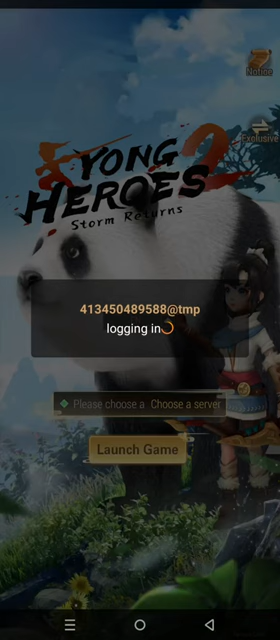 Notice
Exclusive
YONG
HEROES 2
Storm Returns
413450489588@tmp
logging in
Please choose a Choose a server
Launch Game